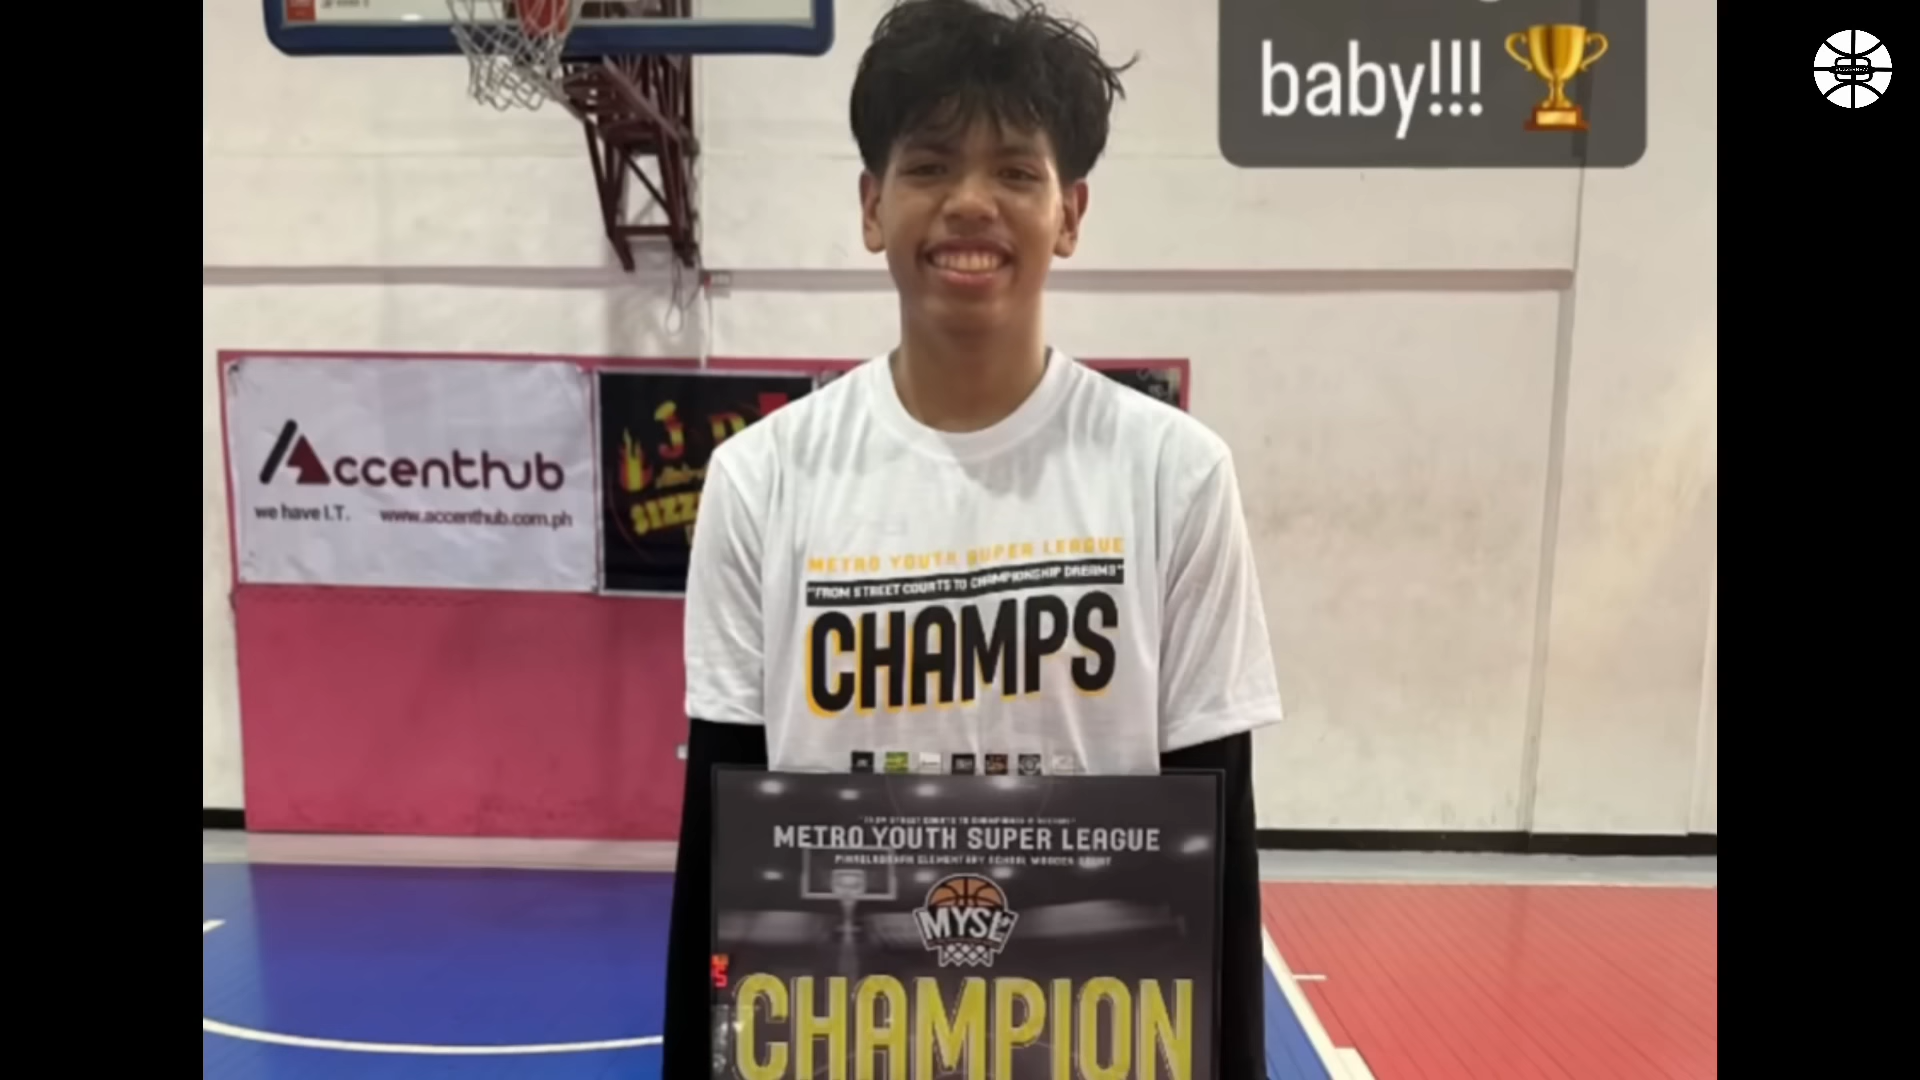 baby!!!
Accenthub
we have I.T. www.accenthub.com.ph
METRO YOUTH SUPER LEAGUE
"FROM STREET COURTS TO CHAMPIONSHIP DREAMS"
CHAMPS
METRO YOUTH SUPER LEAGUE
MYSL
CHAMPION